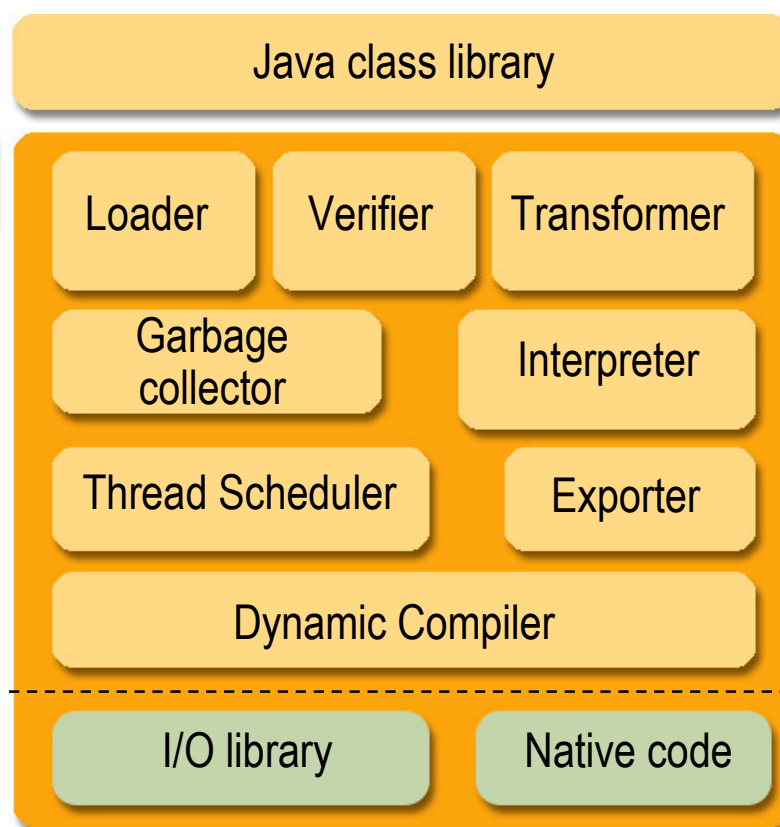 Java class library
Loader
Verifier
Transformer
Garbage
collector
Interpreter
Thread Scheduler
Exporter
Dynamic Compiler
I/O library
Native code